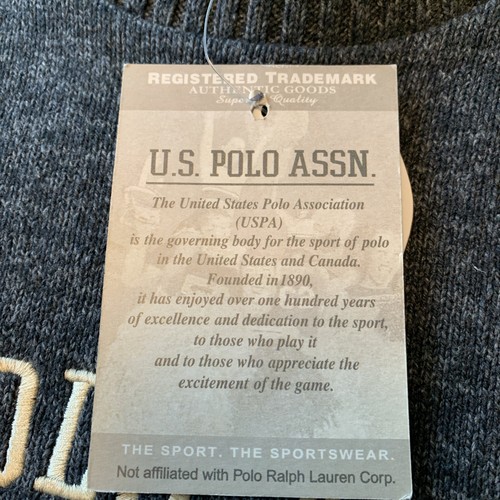 REGISTERED TRADEMARK
AUTHENTIC GOODS
Superior Quality
U.S. POLO ASSN.
The United States Polo Association
(USPA)
is the governing body for the sport of polo
in the United States and Canada.
Founded in1890,
it has enjoyed over one hundred years
of excellence and dedication to the sport,
to those who play it
and to those who appreciate the
excitement of the game.
THE SPORT. THE SPORTSWEAR.
Not affiliated with Polo Ralph Lauren Corp.